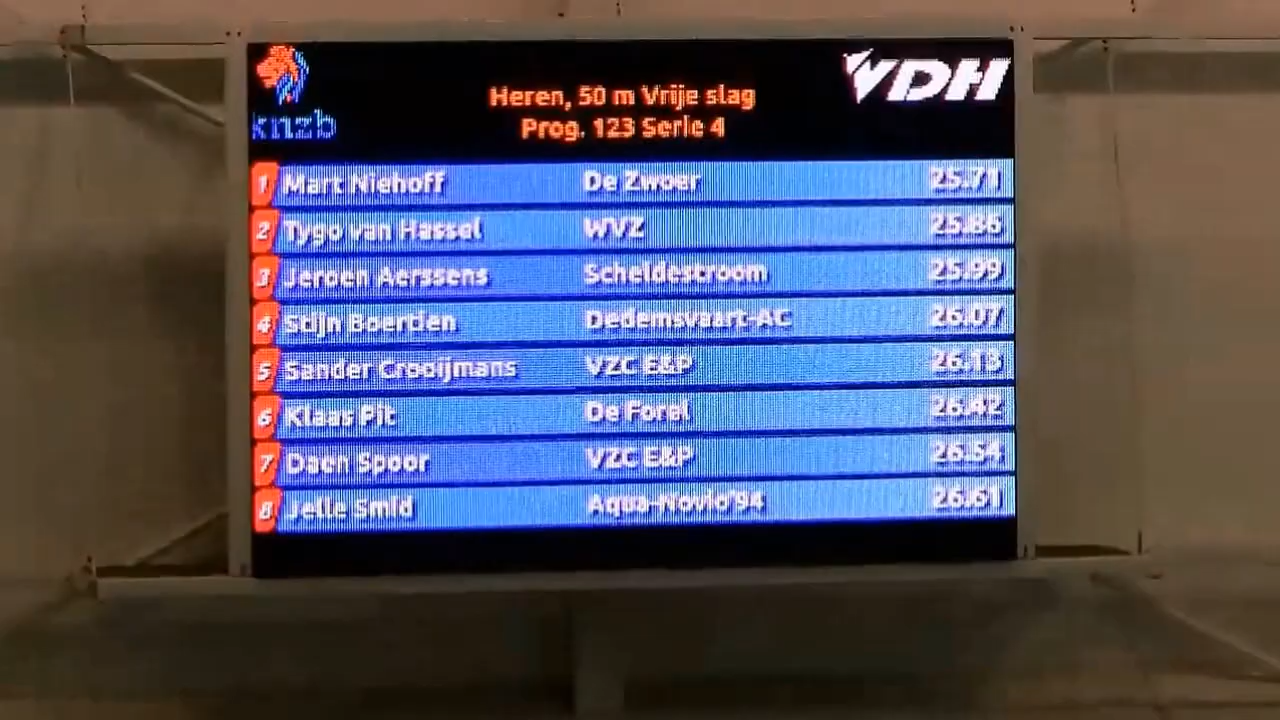 knzb
VDH
Heren, 50 m Vrije slag
Prog. 123 Serie 4
1 Mart Niehoff De Zwoer 25.71
2 Tygo van Hassel WVZ 25.86
3 Jeroen Aerssens Scheldestroom 25.99
4 Stijn Boertien Dedemsvaart-AC 26.07
5 Sander Crooijmans VZC E&P 26.13
6 Klaas Pit De Forel 26.42
7 Daen Spoor VZC E&P 26.54
8 Jelle Smid Aqua-Novio'94 26.61